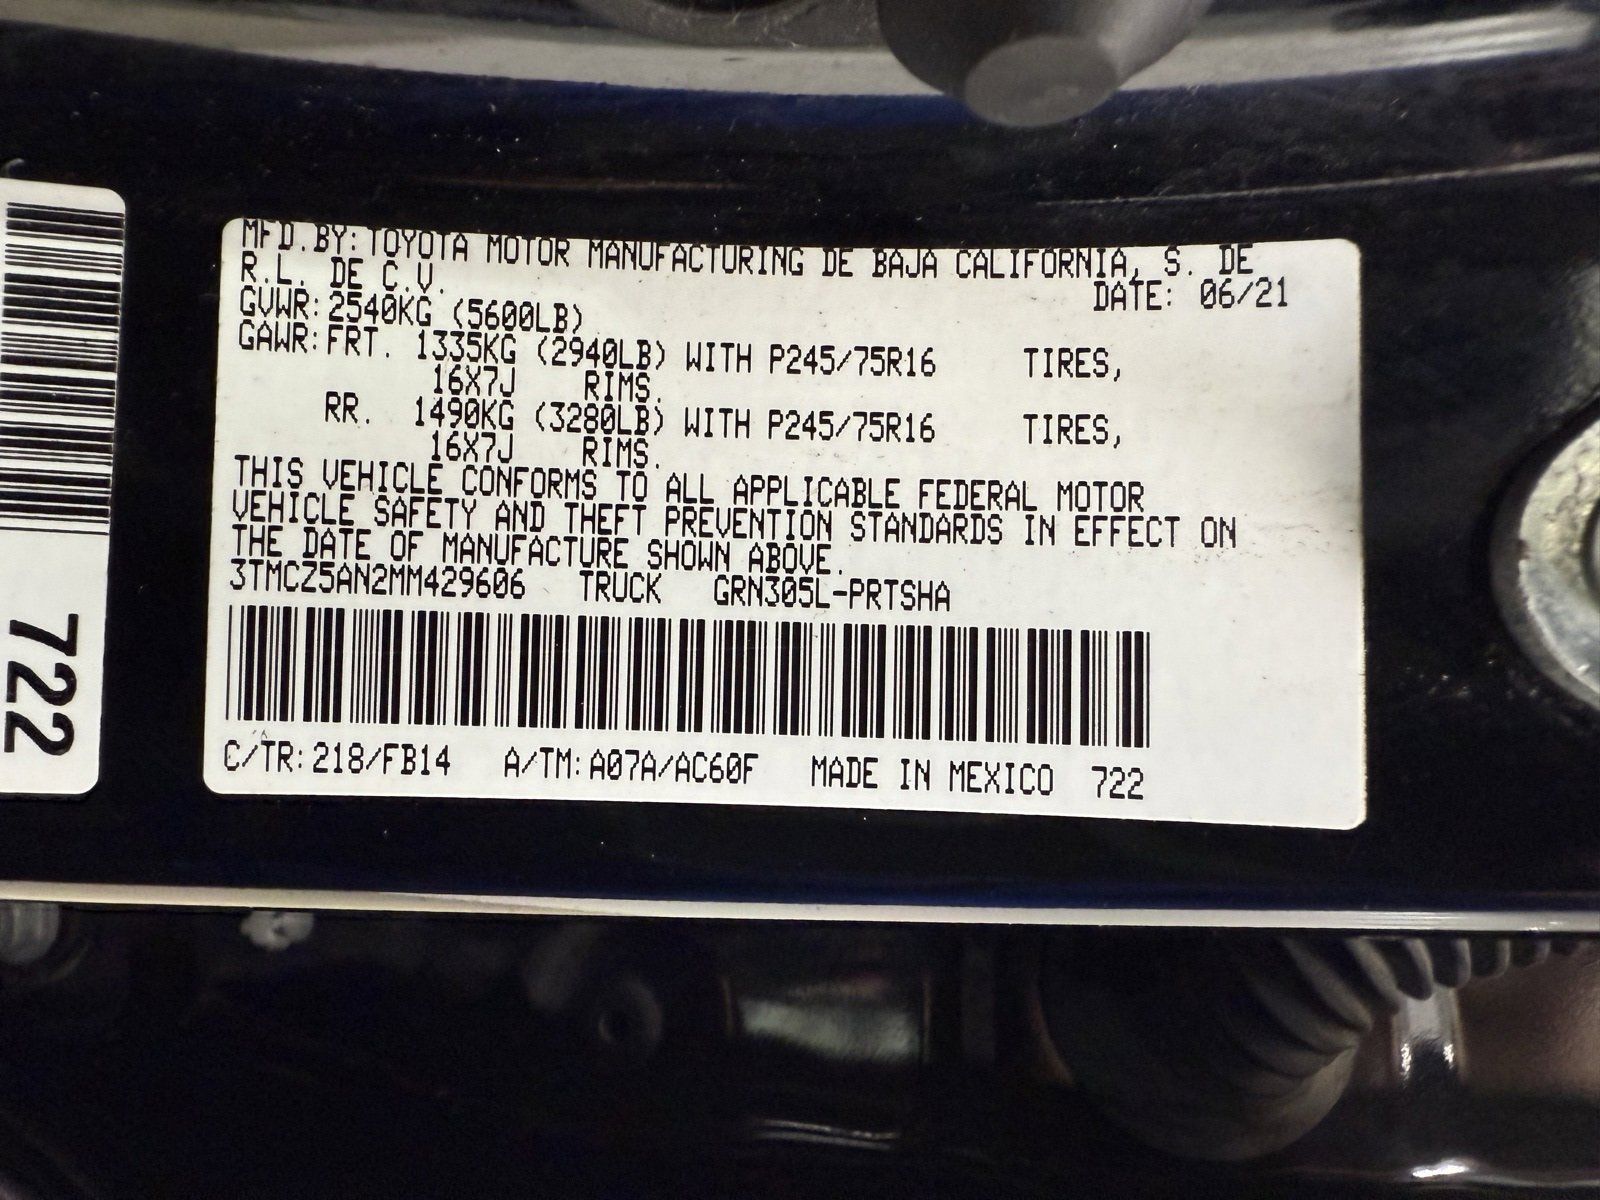 MFD.BY:TOYOTA MOTOR MANUFACTURING DE BAJA CALIFORNIA, S. DE
R.L. DE C.V. DATE: 06/21
GVWR:2540KG (5600LB)
GAWR:FRT. 1335KG (2940LB) WITH P245/75R16 TIRES,
16X7J RIMS.
RR. 1490KG (3280LB) WITH P245/75R16 TIRES,
16X7J RIMS.
THIS VEHICLE CONFORMS TO ALL APPLICABLE FEDERAL MOTOR
VEHICLE SAFETY AND THEFT PREVENTION STANDARDS IN EFFECT ON
THE DATE OF MANUFACTURE SHOWN ABOVE.
3TMCZ5AN2MM429606 TRUCK GRN305L-PRTSHA
C/TR:218/FB14 A/TM:A07A/AC60F MADE IN MEXICO 722
722